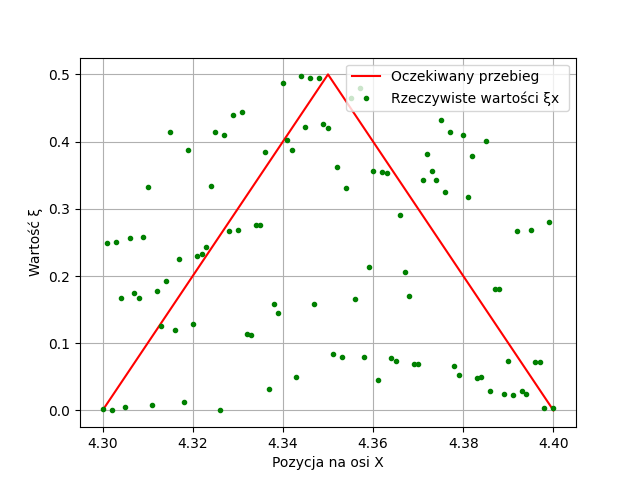 Oczekiwany przebieg
Rzeczywiste wartości ξx
Wartość ξ
0.5
0.4
0.3
0.2
0.1
0.0
4.30 4.32 4.34 4.36 4.38 4.40
Pozycja na osi X